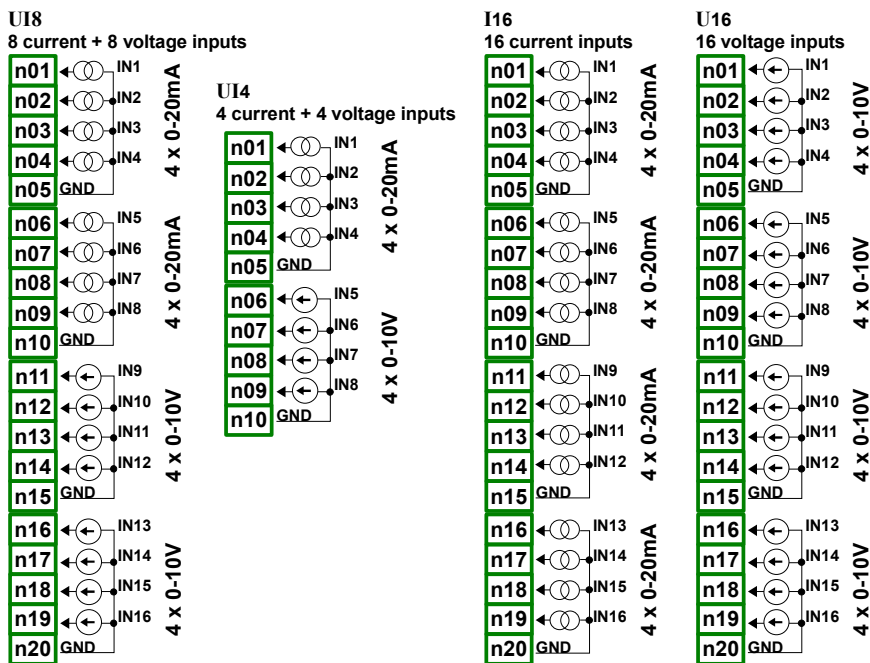 UI8
8 current + 8 voltage inputs
n01 IN1
n02 IN2
n03 IN3
n04 IN4
n05 GND
4 x 0-20mA
n06 IN5
n07 IN6
n08 IN7
n09 IN8
n10 GND
4 x 0-20mA
n11 IN9
n12 IN10
n13 IN11
n14 IN12
n15 GND
4 x 0-10V
n16 IN13
n17 IN14
n18 IN15
n19 IN16
n20 GND
4 x 0-10V
UI4
4 current + 4 voltage inputs
n01 IN1
n02 IN2
n03 IN3
n04 IN4
n05 GND
4 x 0-20mA
n06 IN5
n07 IN6
n08 IN7
n09 IN8
n10 GND
4 x 0-10V
I16
16 current inputs
n01 IN1
n02 IN2
n03 IN3
n04 IN4
n05 GND
4 x 0-20mA
n06 IN5
n07 IN6
n08 IN7
n09 IN8
n10 GND
4 x 0-20mA
n11 IN9
n12 IN10
n13 IN11
n14 IN12
n15 GND
4 x 0-20mA
n16 IN13
n17 IN14
n18 IN15
n19 IN16
n20 GND
4 x 0-20mA
U16
16 voltage inputs
n01 IN1
n02 IN2
n03 IN3
n04 IN4
n05 GND
4 x 0-10V
n06 IN5
n07 IN6
n08 IN7
n09 IN8
n10 GND
4 x 0-10V
n11 IN9
n12 IN10
n13 IN11
n14 IN12
n15 GND
4 x 0-10V
n16 IN13
n17 IN14
n18 IN15
n19 IN16
n20 GND
4 x 0-10V